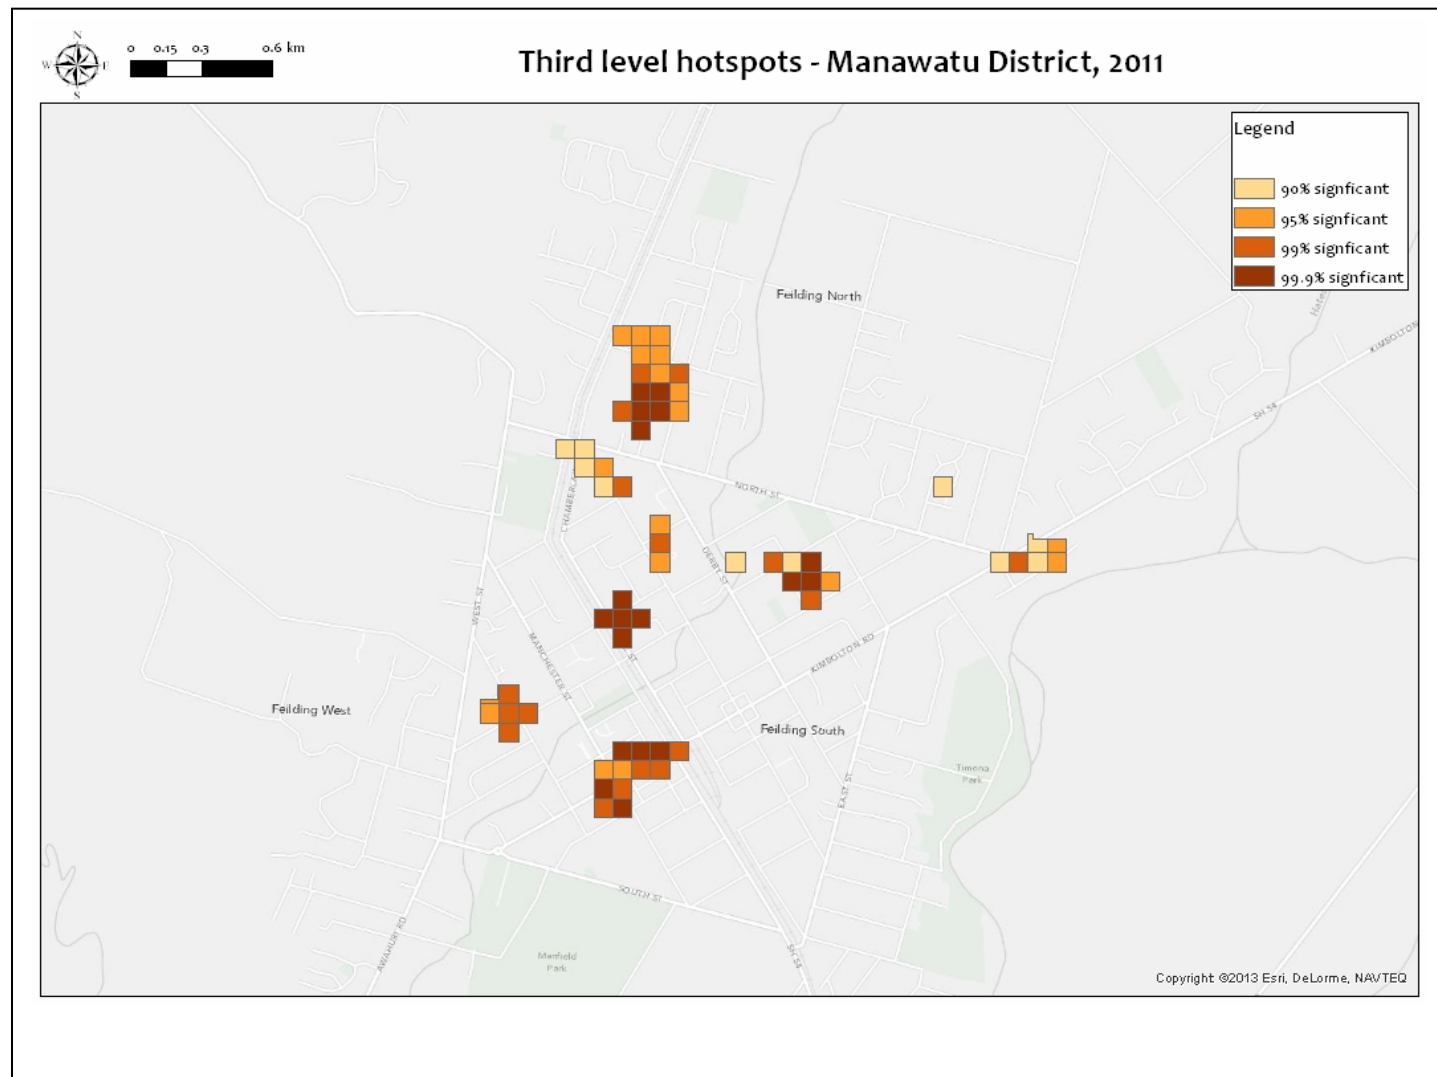 N
W E
S
0 0.15 0.3 0.6 km
Third level hotspots - Manawatu District, 2011
Legend
90% signficant
95% signficant
99% signficant
99.9% signficant
Feilding North
KIMBOLTON
SH 54
NORTH ST
DERBY ST
WEST ST
MANCHESTER ST
KIMBOLTON RD
Feilding West
Feilding South
Timona
Park
EAST ST
SOUTH ST
AWAHURI RD
SH 54
Manfield
Park
Copyright ©2013 Esri, DeLorme, NAVTEQ